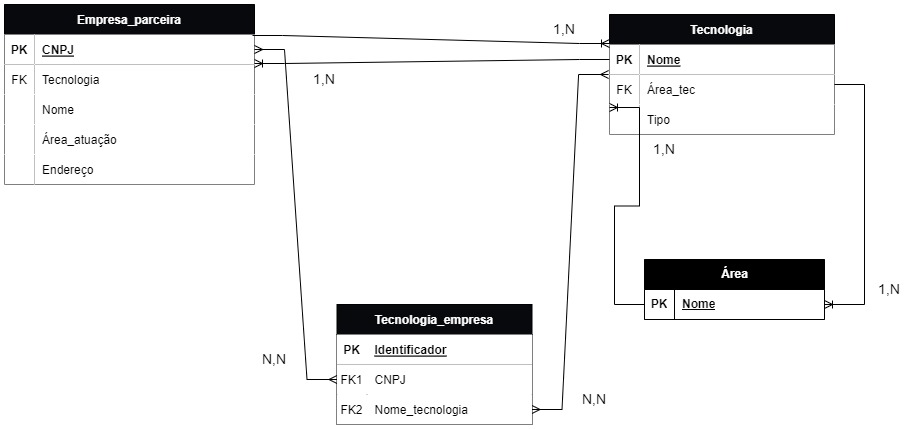 Empresa_parceira
PK CNPJ
FK Tecnologia
Nome
Área_atuação
Endereço
1,N
1,N
Tecnologia
PK Nome
FK Área_tec
Tipo
1,N
Área
PK Nome
1,N
Tecnologia_empresa
PK Identificador
FK1 CNPJ
FK2 Nome_tecnologia
N,N
N,N